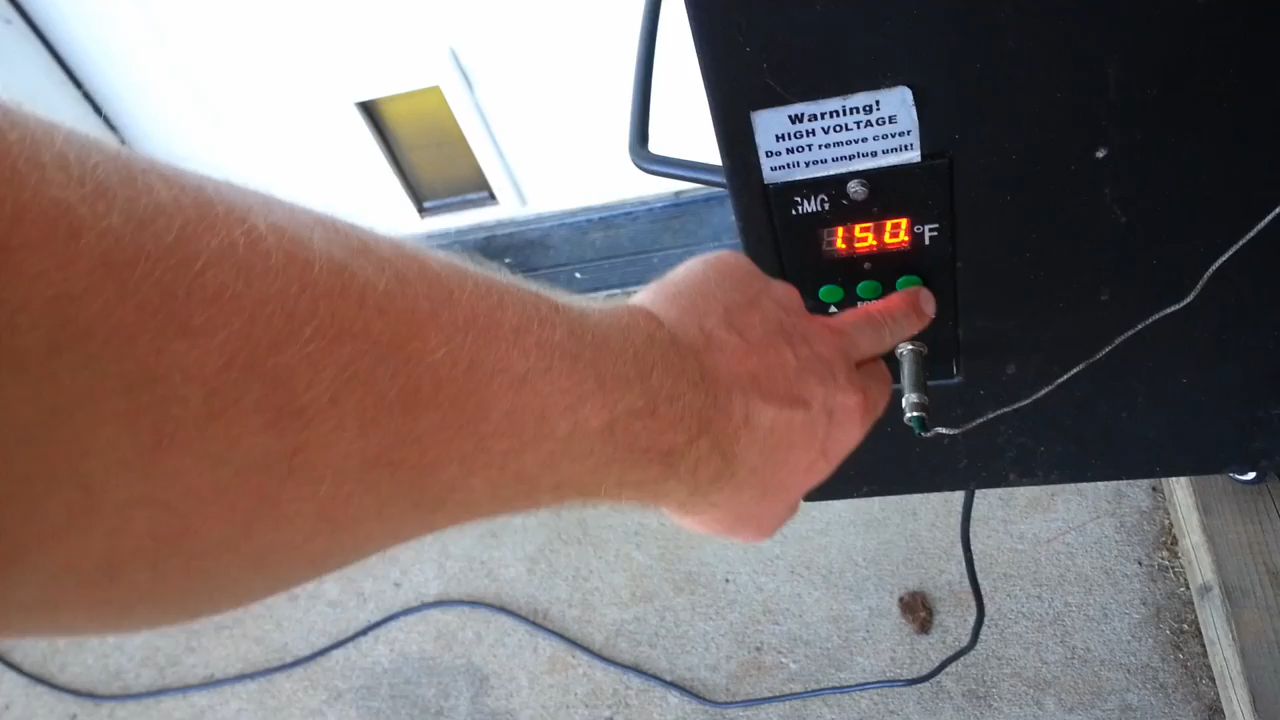 Warning!
HIGH VOLTAGE
Do NOT remove cover
until you unplug unit!
GMG
150 °F